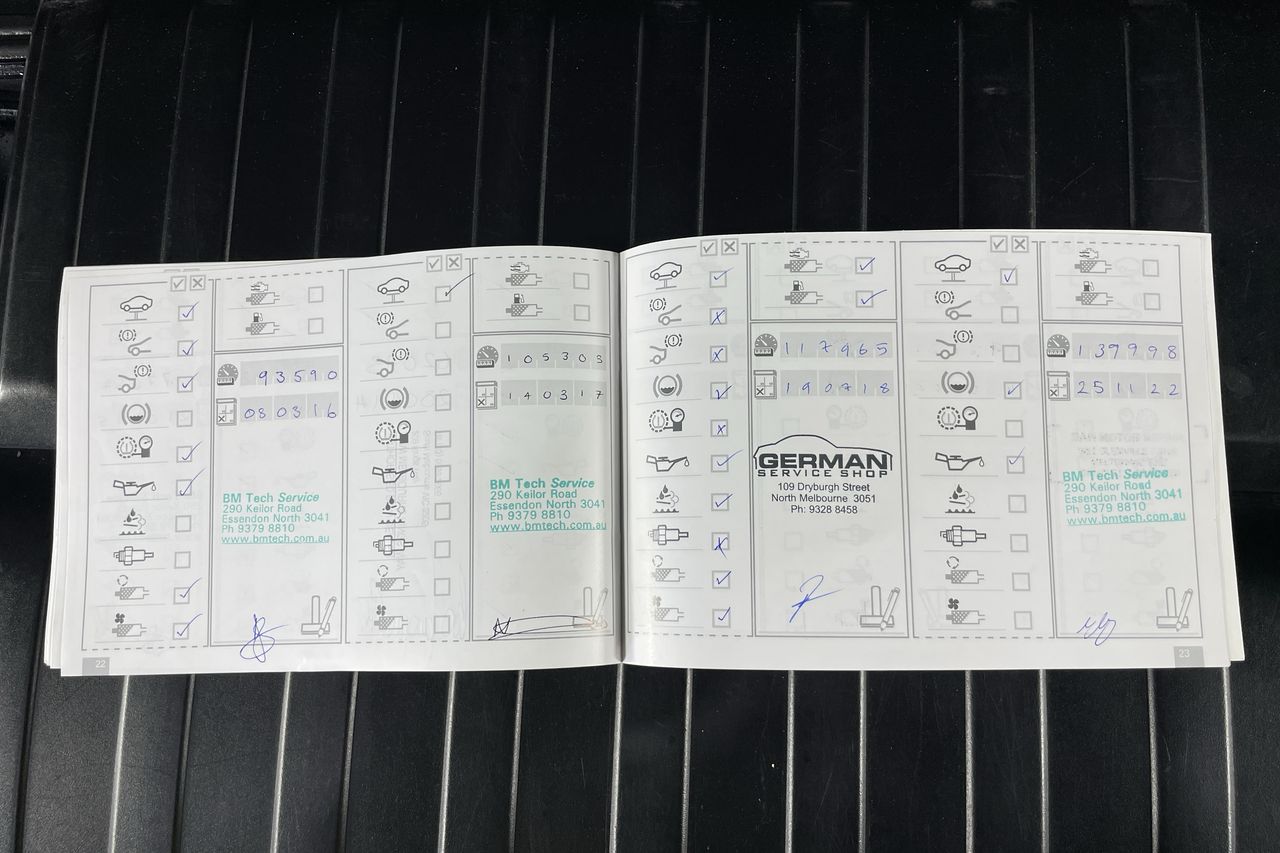 93590
080316
BM Tech Service
290 Keilor Road
Essendon North 3041
Ph 9379 8810
www.bmtech.com.au
22
105303
140317
BM Tech Service
290 Keilor Road
Essendon North 3041
Ph 9379 8810
www.bmtech.com.au
117965
190718
GERMAN
SERVICE SHOP
109 Dryburgh Street
North Melbourne 3051
Ph: 9328 8458
139998
251122
BM Tech Service
290 Keilor Road
Essendon North 3041
Ph 9379 8810
www.bmtech.com.au
23